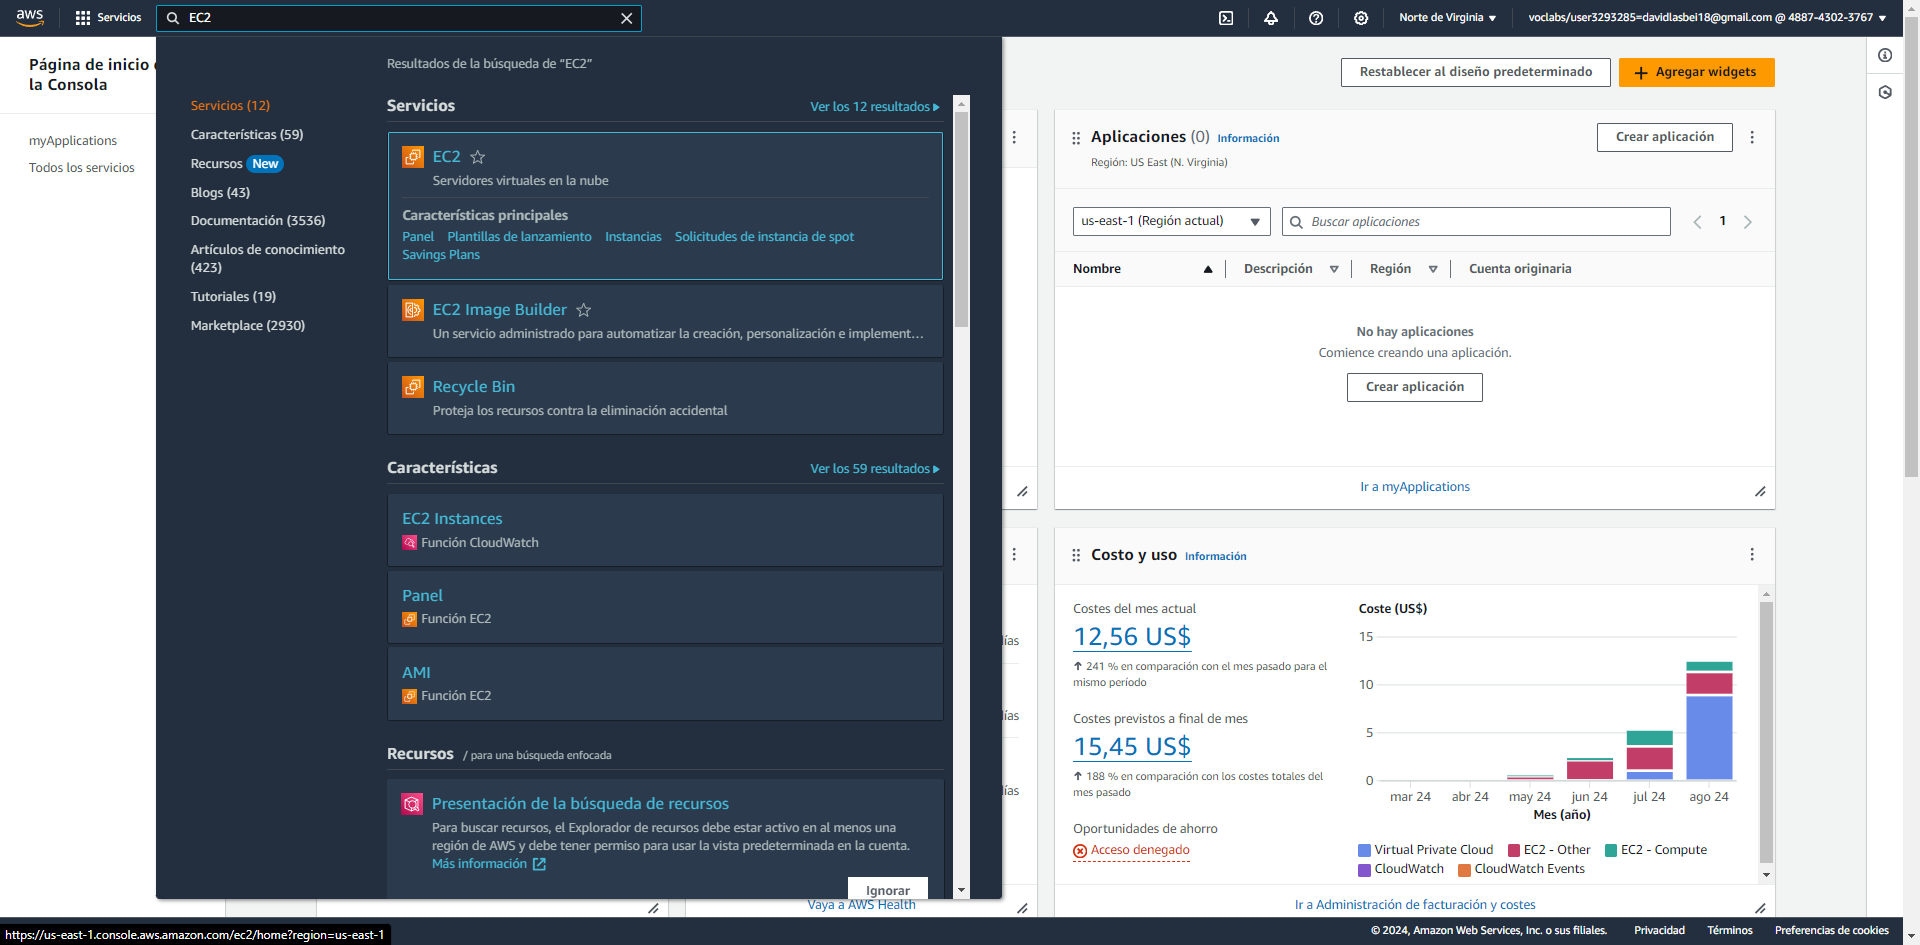 aws
Servicios
EC2
Norte de Virginia
voclabs/user3293285=davidlasbei18@gmail.com @ 4887-4302-3767
Página de inicio
la Consola
myApplications
Todos los servicios
Resultados de la búsqueda de “EC2”
Servicios (12)
Características (59)
Recursos New
Blogs (43)
Documentación (3536)
Artículos de conocimiento
(423)
Tutoriales (19)
Marketplace (2930)
Servicios
Ver los 12 resultados
EC2
Servidores virtuales en la nube
Características principales
Panel Plantillas de lanzamiento Instancias Solicitudes de instancia de spot
Savings Plans
EC2 Image Builder
Un servicio administrado para automatizar la creación, personalización e implement…
Recycle Bin
Proteja los recursos contra la eliminación accidental
Características
Ver los 59 resultados
EC2 Instances
Función CloudWatch
Panel
Función EC2
AMI
Función EC2
Recursos / para una búsqueda enfocada
Presentación de la búsqueda de recursos
Para buscar recursos, el Explorador de recursos debe estar activo en al menos una
región de AWS y debe tener permiso para usar la vista predeterminada en la cuenta.
Más información
Ignorar
Vaya a AWS Health
Restablecer al diseño predeterminado
Agregar widgets
Aplicaciones (0) Información
Región: US East (N. Virginia)
Crear aplicación
us-east-1 (Región actual)
Buscar aplicaciones
1
Nombre
Descripción
Región
Cuenta originaria
No hay aplicaciones
Comience creando una aplicación.
Crear aplicación
Ir a myApplications
Costo y uso Información
Costes del mes actual
12,56 US$
241 % en comparación con el mes pasado para el
mismo período
Costes previstos a final de mes
15,45 US$
188 % en comparación con los costes totales del
mes pasado
Oportunidades de ahorro
Acceso denegado
Coste (US$)
15
10
5
0
mar 24 abr 24 may 24 jun 24 jul 24 ago 24
Mes (año)
Virtual Private Cloud EC2 - Other EC2 - Compute
CloudWatch CloudWatch Events
Ir a Administración de facturación y costes
https://us-east-1.console.aws.amazon.com/ec2/home?region=us-east-1
© 2024, Amazon Web Services, Inc. o sus filiales. Privacidad Términos Preferencias de cookies